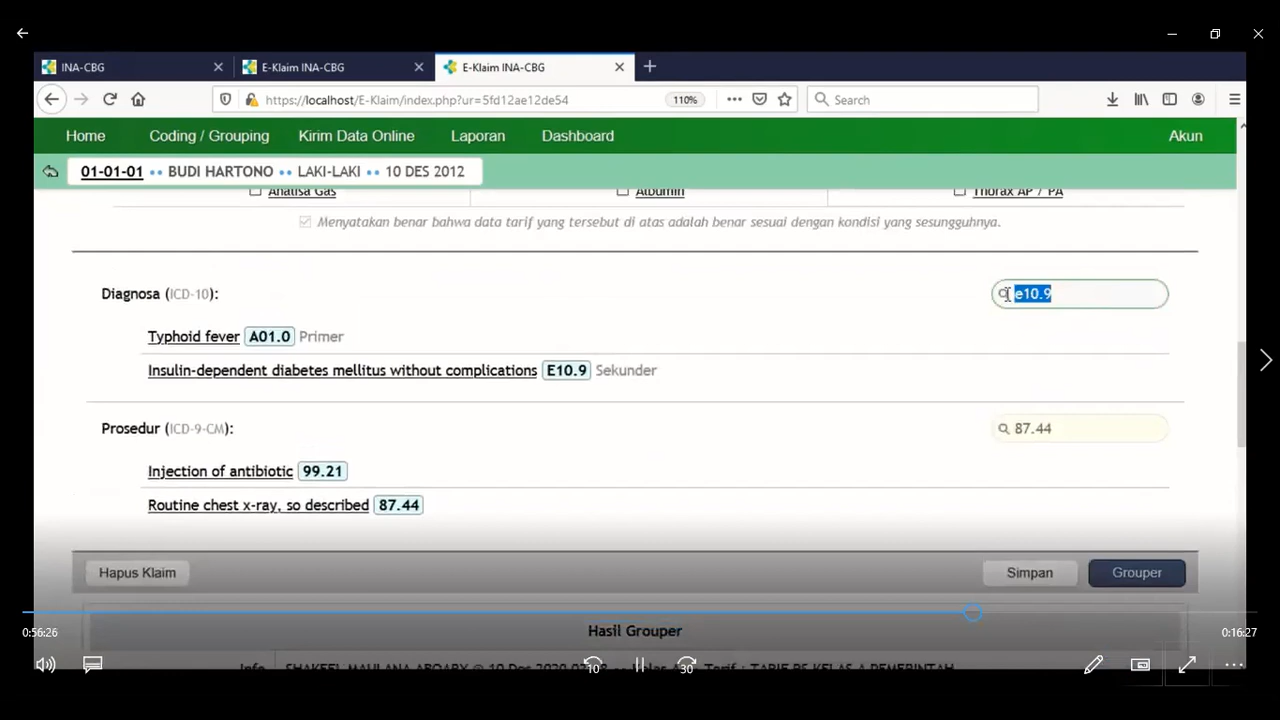 INA-CBG
E-Klaim INA-CBG
E-Klaim INA-CBG
https://localhost/E-Klaim/index.php?ur=5fd12ae12de54
110%
Search
Home
Coding / Grouping
Kirim Data Online
Laporan
Dashboard
Akun
01-01-01 •• BUDI HARTONO •• LAKI-LAKI •• 10 DES 2012
Analisa Gas
Albumin
Thorax AP / PA
Menyatakan benar bahwa data tarif yang tersebut di atas adalah benar sesuai dengan kondisi yang sesungguhnya.
Diagnosa (ICD-10):
e10.9
Typhoid fever A01.0 Primer
Insulin-dependent diabetes mellitus without complications E10.9 Sekunder
Prosedur (ICD-9-CM):
87.44
Injection of antibiotic 99.21
Routine chest x-ray, so described 87.44
Hapus Klaim
Simpan
Grouper
Hasil Grouper
0:56:26
0:16:27
Info
10
30